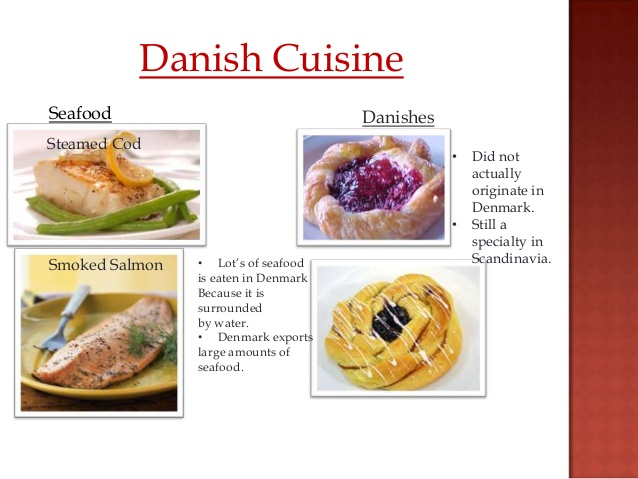 Danish Cuisine
Seafood
Steamed Cod
Smoked Salmon
• Lot's of seafood
is eaten in Denmark
Because it is
surrounded
by water.
• Denmark exports
large amounts of
seafood.
Danishes
• Did not
actually
originate in
Denmark.
• Still a
specialty in
Scandinavia.